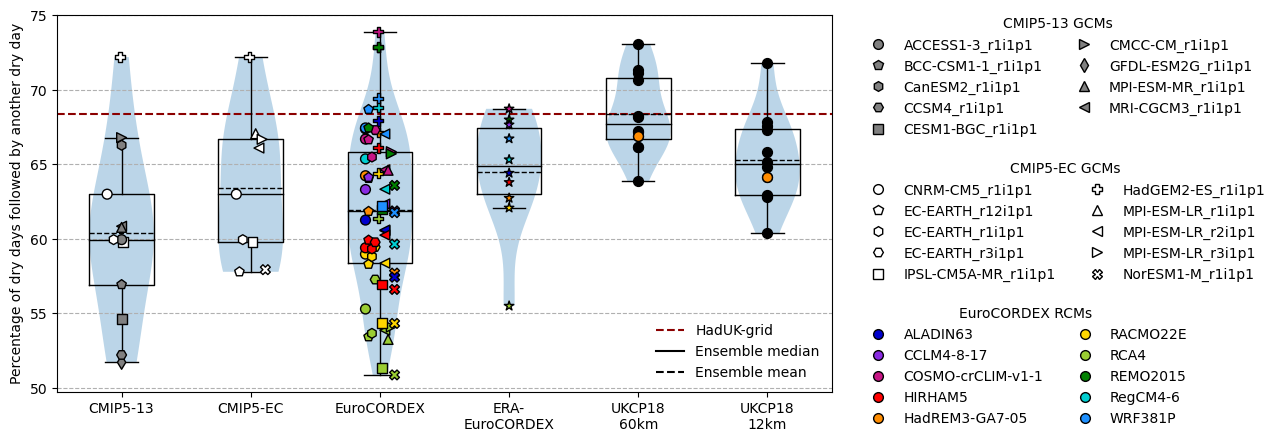 Percentage of dry days followed by another dry day
75
70
65
60
55
50
CMIP5-13
CMIP5-EC
EuroCORDEX
ERA-
EuroCORDEX
UKCP18
60km
UKCP18
12km
HadUK-grid
Ensemble median
Ensemble mean
CMIP5-13 GCMs
ACCESS1-3_r1i1p1
BCC-CSM1-1_r1i1p1
CanESM2_r1i1p1
CCSM4_r1i1p1
CESM1-BGC_r1i1p1
CMCC-CM_r1i1p1
GFDL-ESM2G_r1i1p1
MPI-ESM-MR_r1i1p1
MRI-CGCM3_r1i1p1
CMIP5-EC GCMs
CNRM-CM5_r1i1p1
EC-EARTH_r12i1p1
EC-EARTH_r1i1p1
EC-EARTH_r3i1p1
IPSL-CM5A-MR_r1i1p1
HadGEM2-ES_r1i1p1
MPI-ESM-LR_r1i1p1
MPI-ESM-LR_r2i1p1
MPI-ESM-LR_r3i1p1
NorESM1-M_r1i1p1
EuroCORDEX RCMs
ALADIN63
CCLM4-8-17
COSMO-crCLIM-v1-1
HIRHAM5
HadREM3-GA7-05
RACMO22E
RCA4
REMO2015
RegCM4-6
WRF381P